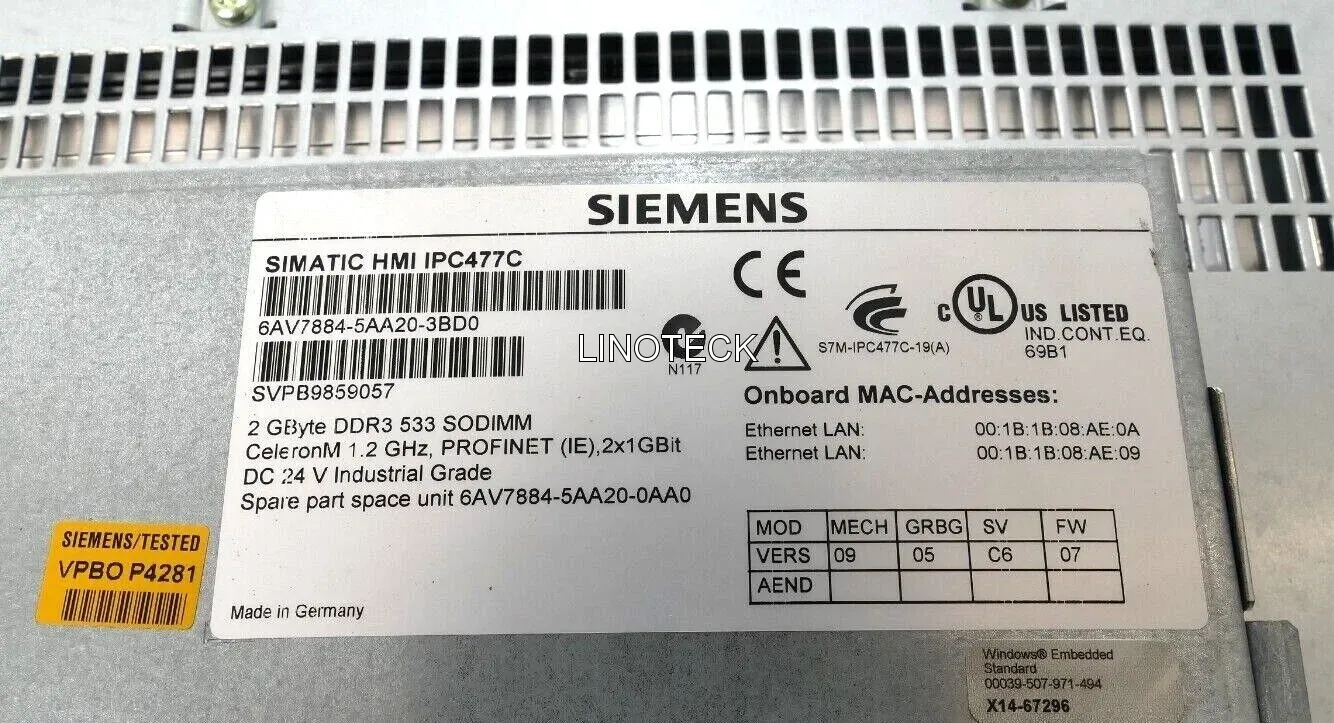 SIEMENS
SIMATIC HMI IPC477C
6AV7884-5AA20-3BD0
SVPB9859057
2 GByte DDR3 533 SODIMM
CeleronM 1.2 GHz, PROFINET (IE),2x1GBit
DC 24 V Industrial Grade
Spare part space unit 6AV7884-5AA20-0AA0
Made in Germany
N117
LINOTECK
CE
S7M-IPC477C-19(A)
C UL US LISTED
IND.CONT.EQ.
69B1
Onboard MAC-Addresses:
Ethernet LAN: 00:1B:1B:08:AE:0A
Ethernet LAN: 00:1B:1B:08:AE:09
MOD MECH GRBG SV FW
VERS 09 05 C6 07
AEND
SIEMENS/TESTED
VPBO P4281
Windows® Embedded
Standard
00039-507-971-494
X14-67296